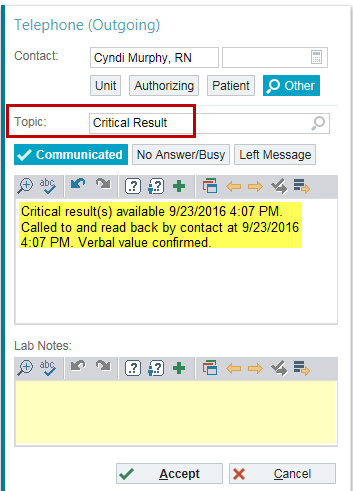 Telephone (Outgoing)
Contact: Cyndi Murphy, RN
Unit Authorizing Patient Other
Topic: Critical Result
Communicated No Answer/Busy Left Message
abc
Critical result(s) available 9/23/2016 4:07 PM.
Called to and read back by contact at 9/23/2016
4:07 PM. Verbal value confirmed.
Lab Notes:
abc
Accept Cancel